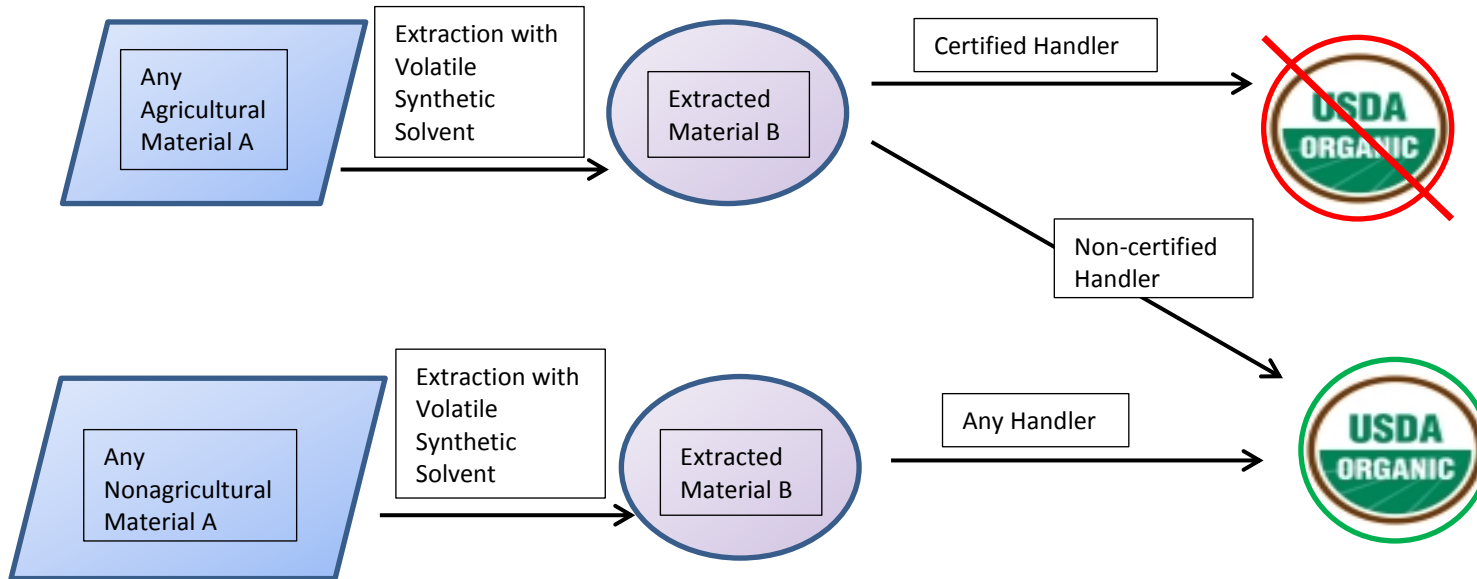 Any
Agricultural
Material A
Extraction with
Volatile
Synthetic
Solvent
Extracted
Material B
Certified Handler
USDA
ORGANIC
Non-certified
Handler
Any
Nonagricultural
Material A
Extraction with
Volatile
Synthetic
Solvent
Extracted
Material B
Any Handler
USDA
ORGANIC